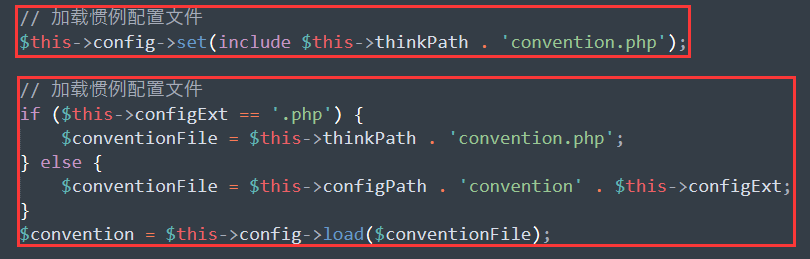 // 加载惯例配置文件
$this->config->set(include $this->thinkPath . 'convention.php');
// 加载惯例配置文件
if ($this->configExt == '.php') {
    $conventionFile = $this->thinkPath . 'convention.php';
} else {
    $conventionFile = $this->configPath . 'convention' . $this->configExt;
}
$convention = $this->config->load($conventionFile);